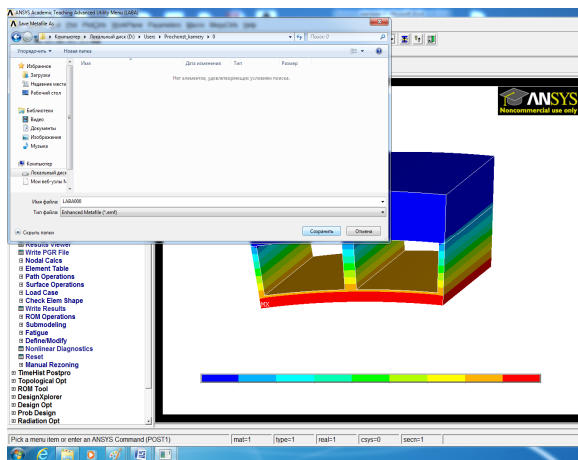 ANSYS Academic Teaching Advanced Utility Menu (LABA)
Save Metafile As
Компьютер ▸ Локальный диск (D:) ▸ Users ▸ Prochenst_kamney ▸ 0
Поиск: 0
Упорядочить
Новая папка
Избранное
Загрузки
Недавние места
Рабочий стол
Библиотеки
Видео
Документы
Изображения
Музыка
Компьютер
Локальный диск
Мои веб-узлы
Имя
Дата изменения
Тип
Размер
Нет элементов, удовлетворяющих условиям поиска.
Имя файла: LABA000
Тип файла: Enhanced Metafile (*.emf)
Скрыть папки
Сохранить
Отмена
ANSYS
Noncommercial use only
MX
Results Viewer
Write PGR File
Nodal Calcs
Element Table
Path Operations
Surface Operations
Load Case
Check Elem Shape
Write Results
ROM Operations
Submodeling
Fatigue
Define/Modify
Nonlinear Diagnostics
Reset
Manual Rezoning
TimeHist Postpro
Topological Opt
ROM Tool
DesignXplorer
Design Opt
Prob Design
Radiation Opt
Pick a menu item or enter an ANSYS Command (POST1)
mat=1
type=1
real=1
csys=0
secn=1